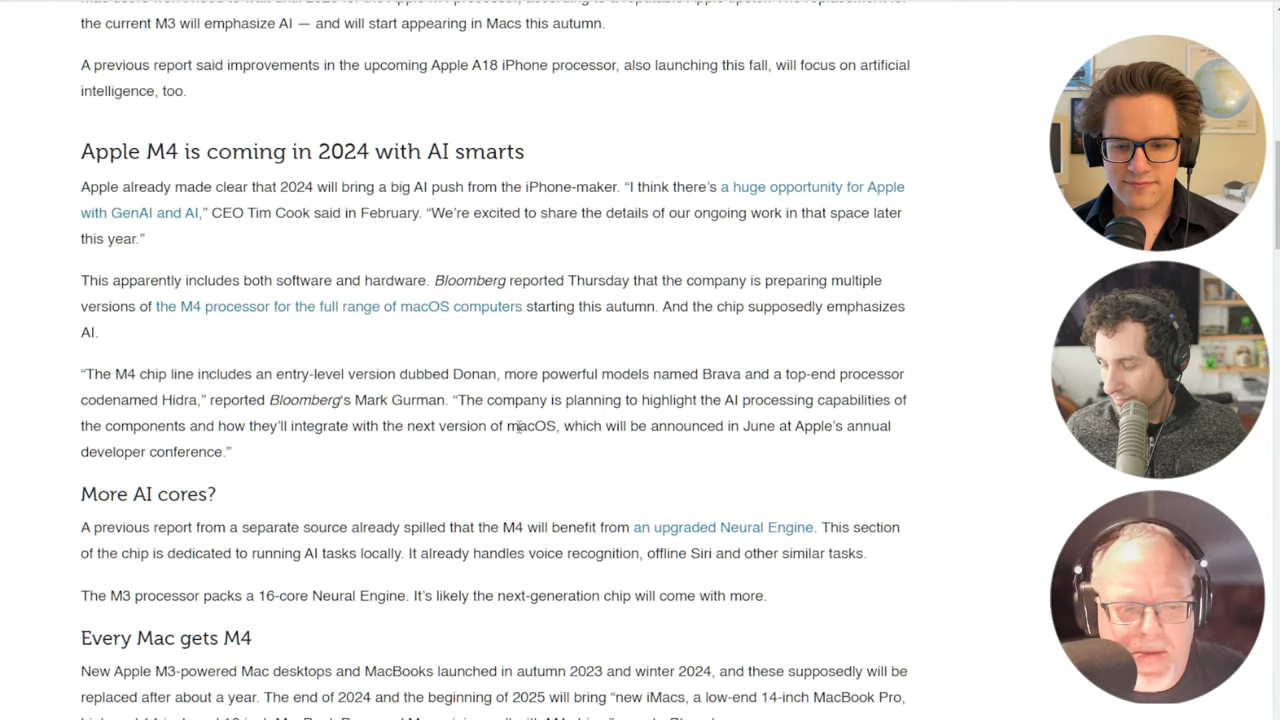 the current M3 will emphasize AI — and will start appearing in Macs this autumn.
A previous report said improvements in the upcoming Apple A18 iPhone processor, also launching this fall, will focus on artificial
intelligence, too.
Apple M4 is coming in 2024 with AI smarts
Apple already made clear that 2024 will bring a big AI push from the iPhone-maker. “I think there’s a huge opportunity for Apple
with GenAI and AI,” CEO Tim Cook said in February. “We’re excited to share the details of our ongoing work in that space later
this year.”
This apparently includes both software and hardware. Bloomberg reported Thursday that the company is preparing multiple
versions of the M4 processor for the full range of macOS computers starting this autumn. And the chip supposedly emphasizes
AI.
“The M4 chip line includes an entry-level version dubbed Donan, more powerful models named Brava and a top-end processor
codenamed Hidra,” reported Bloomberg’s Mark Gurman. “The company is planning to highlight the AI processing capabilities of
the components and how they’ll integrate with the next version of macOS, which will be announced in June at Apple’s annual
developer conference.”
More AI cores?
A previous report from a separate source already spilled that the M4 will benefit from an upgraded Neural Engine. This section
of the chip is dedicated to running AI tasks locally. It already handles voice recognition, offline Siri and other similar tasks.
The M3 processor packs a 16-core Neural Engine. It’s likely the next-generation chip will come with more.
Every Mac gets M4
New Apple M3-powered Mac desktops and MacBooks launched in autumn 2023 and winter 2024, and these supposedly will be
replaced after about a year. The end of 2024 and the beginning of 2025 will bring “new iMacs, a low-end 14-inch MacBook Pro,